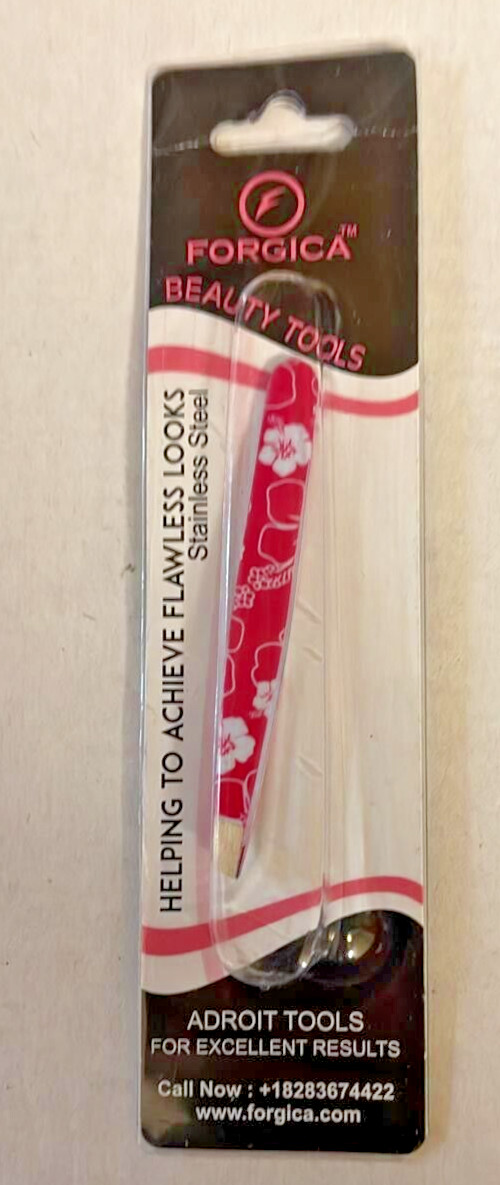 FORGICA™
BEAUTY TOOLS
HELPING TO ACHIEVE FLAWLESS LOOKS
Stainless Steel
ADROIT TOOLS
FOR EXCELLENT RESULTS
Call Now : +18283674422
www.forgica.com